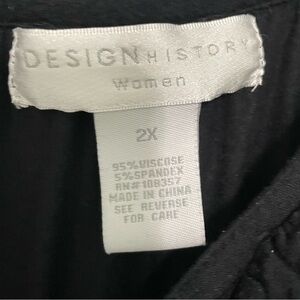 DESIGN HISTORY
Women
2X
95%VISCOSE
5%SPANDEX
RN#108357
MADE IN CHINA
SEE REVERSE
FOR CARE